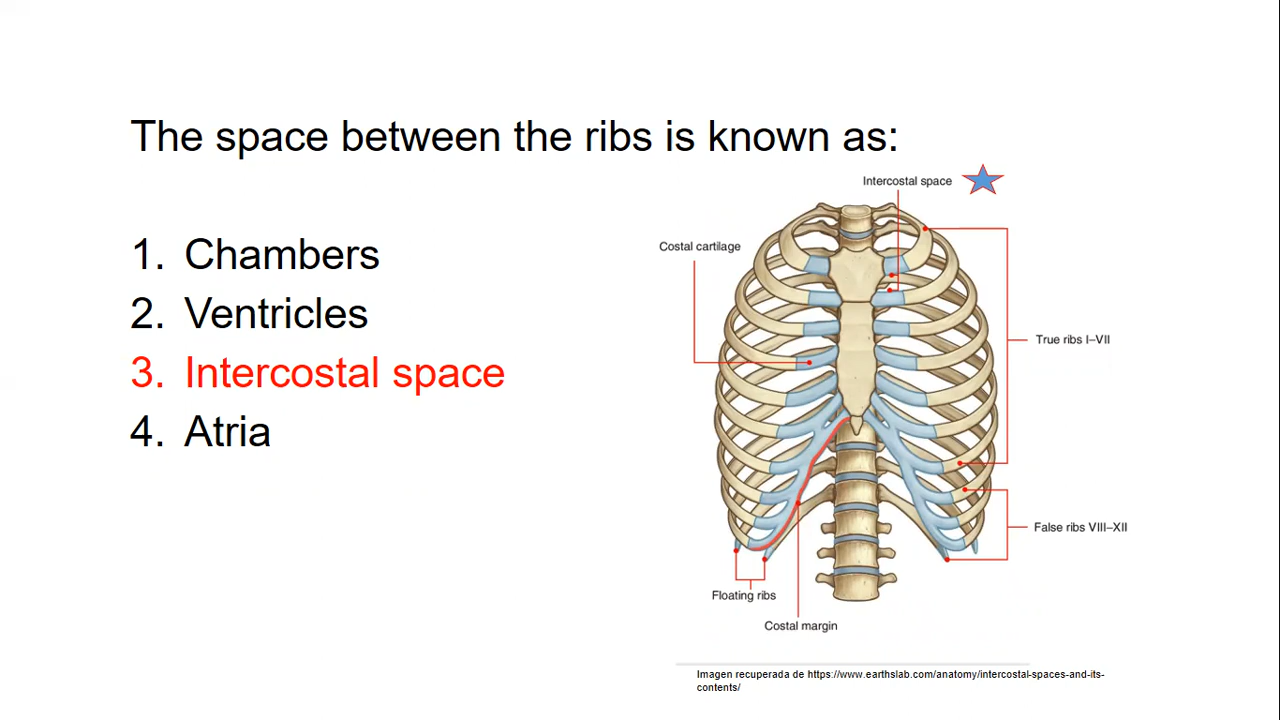 The space between the ribs is known as:
1. Chambers
2. Ventricles
3. Intercostal space
4. Atria
Intercostal space
Costal cartilage
True ribs I–VII
False ribs VIII–XII
Floating ribs
Costal margin
Imagen recuperada de https://www.earthslab.com/anatomy/intercostal-spaces-and-its-
contents/